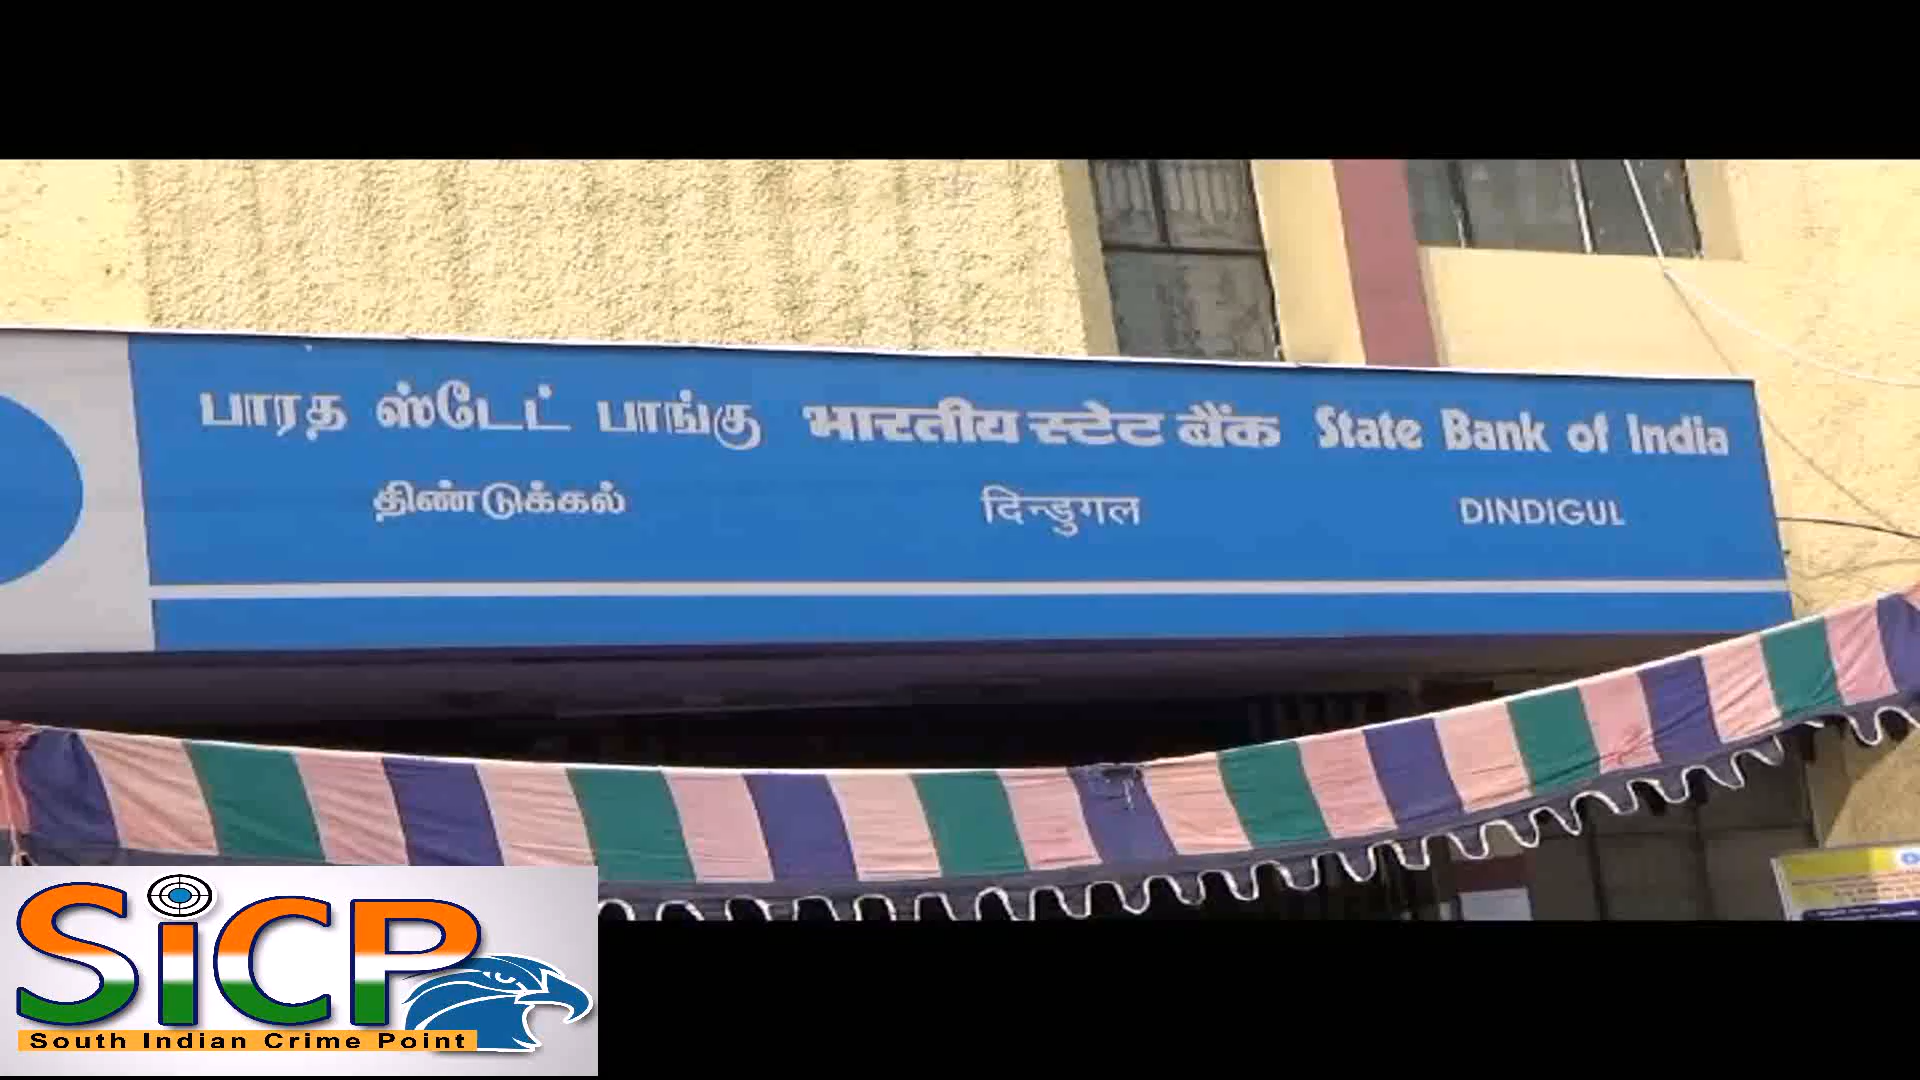 பாரத ஸ்டேட் பாங்கு भारतीय स्टेट बैंक State Bank of India
திண்டுக்கல் दिन्डुगल DINDIGUL
SiCP
South Indian Crime Point